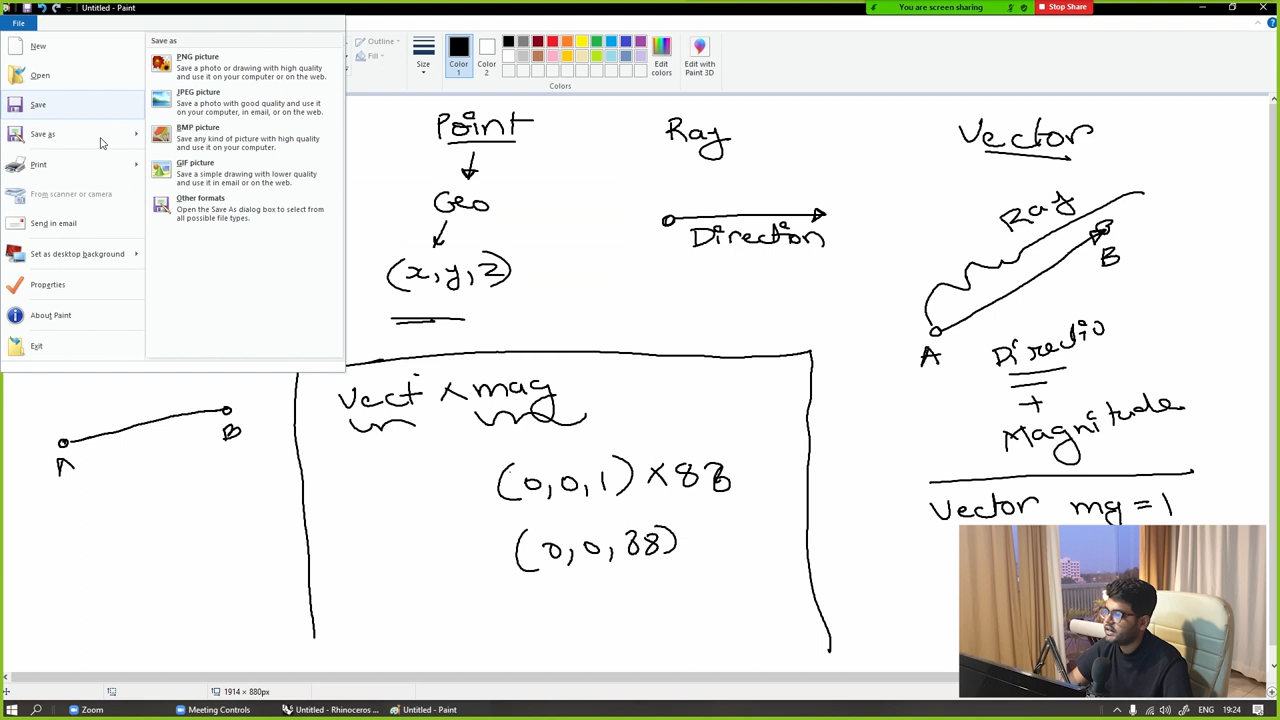 Untitled - Paint
You are screen sharing
Stop Share
File
New
Open
Save
Save as
Print
From scanner or camera
Send in email
Set as desktop background
Properties
About Paint
Exit
Save as
PNG picture
Save a photo or drawing with high quality
and use it on your computer or on the web.
JPEG picture
Save a photo with good quality and use it
on your computer, in email, or on the web.
BMP picture
Save any kind of picture with high quality
and use it on your computer.
GIF picture
Save a simple drawing with lower quality
and use it in email or on the web.
Other formats
Open the Save As dialog box to select from
all possible file types.
Outline
Fill
Size
Color 1
Color 2
Edit colors
Edit with Paint 3D
Colors
Point
Geo
(x, y, z)
Ray
Direction
Vector
Ray
B
A
Directio
+
Magnitude
Vector mg = 1
A
B
Vect × mag
(0, 0, 1) × 88
(0, 0, 88)
1914 × 880px
100%
Zoom
Meeting Controls
Untitled - Rhinoceros ...
Untitled - Paint
ENG
19:24